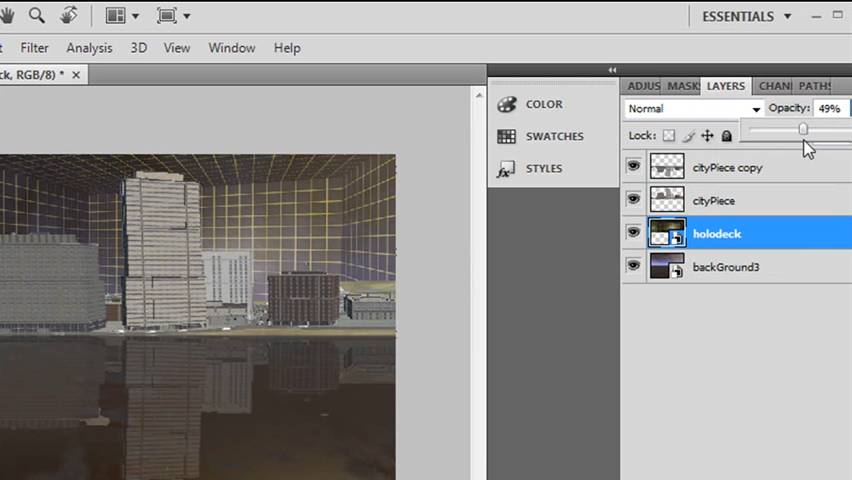 ESSENTIALS
Filter Analysis 3D View Window Help
ck, RGB/8) * ×
ADJUS MASK LAYERS CHAN PATHS
COLOR
Normal Opacity: 49%
SWATCHES
Lock:
STYLES
cityPiece copy
cityPiece
holodeck
backGround3